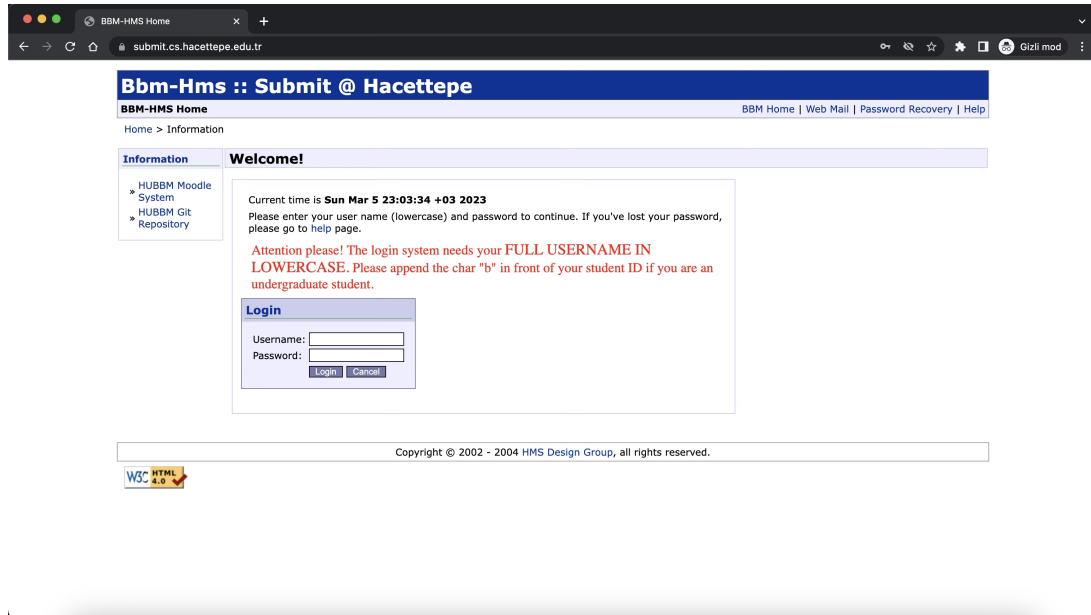 BBM-HMS Home
submit.cs.hacettepe.edu.tr
Gizli mod
Bbm-Hms :: Submit @ Hacettepe
BBM-HMS Home
BBM Home | Web Mail | Password Recovery | Help
Home > Information
Information
» HUBBM Moodle
System
» HUBBM Git
Repository
Welcome!
Current time is Sun Mar 5 23:03:34 +03 2023
Please enter your user name (lowercase) and password to continue. If you've lost your password,
please go to help page.
Attention please! The login system needs your FULL USERNAME IN
LOWERCASE. Please append the char "b" in front of your student ID if you are an
undergraduate student.
Login
Username:
Password:
Login Cancel
Copyright © 2002 - 2004 HMS Design Group, all rights reserved.
W3C HTML
4.0